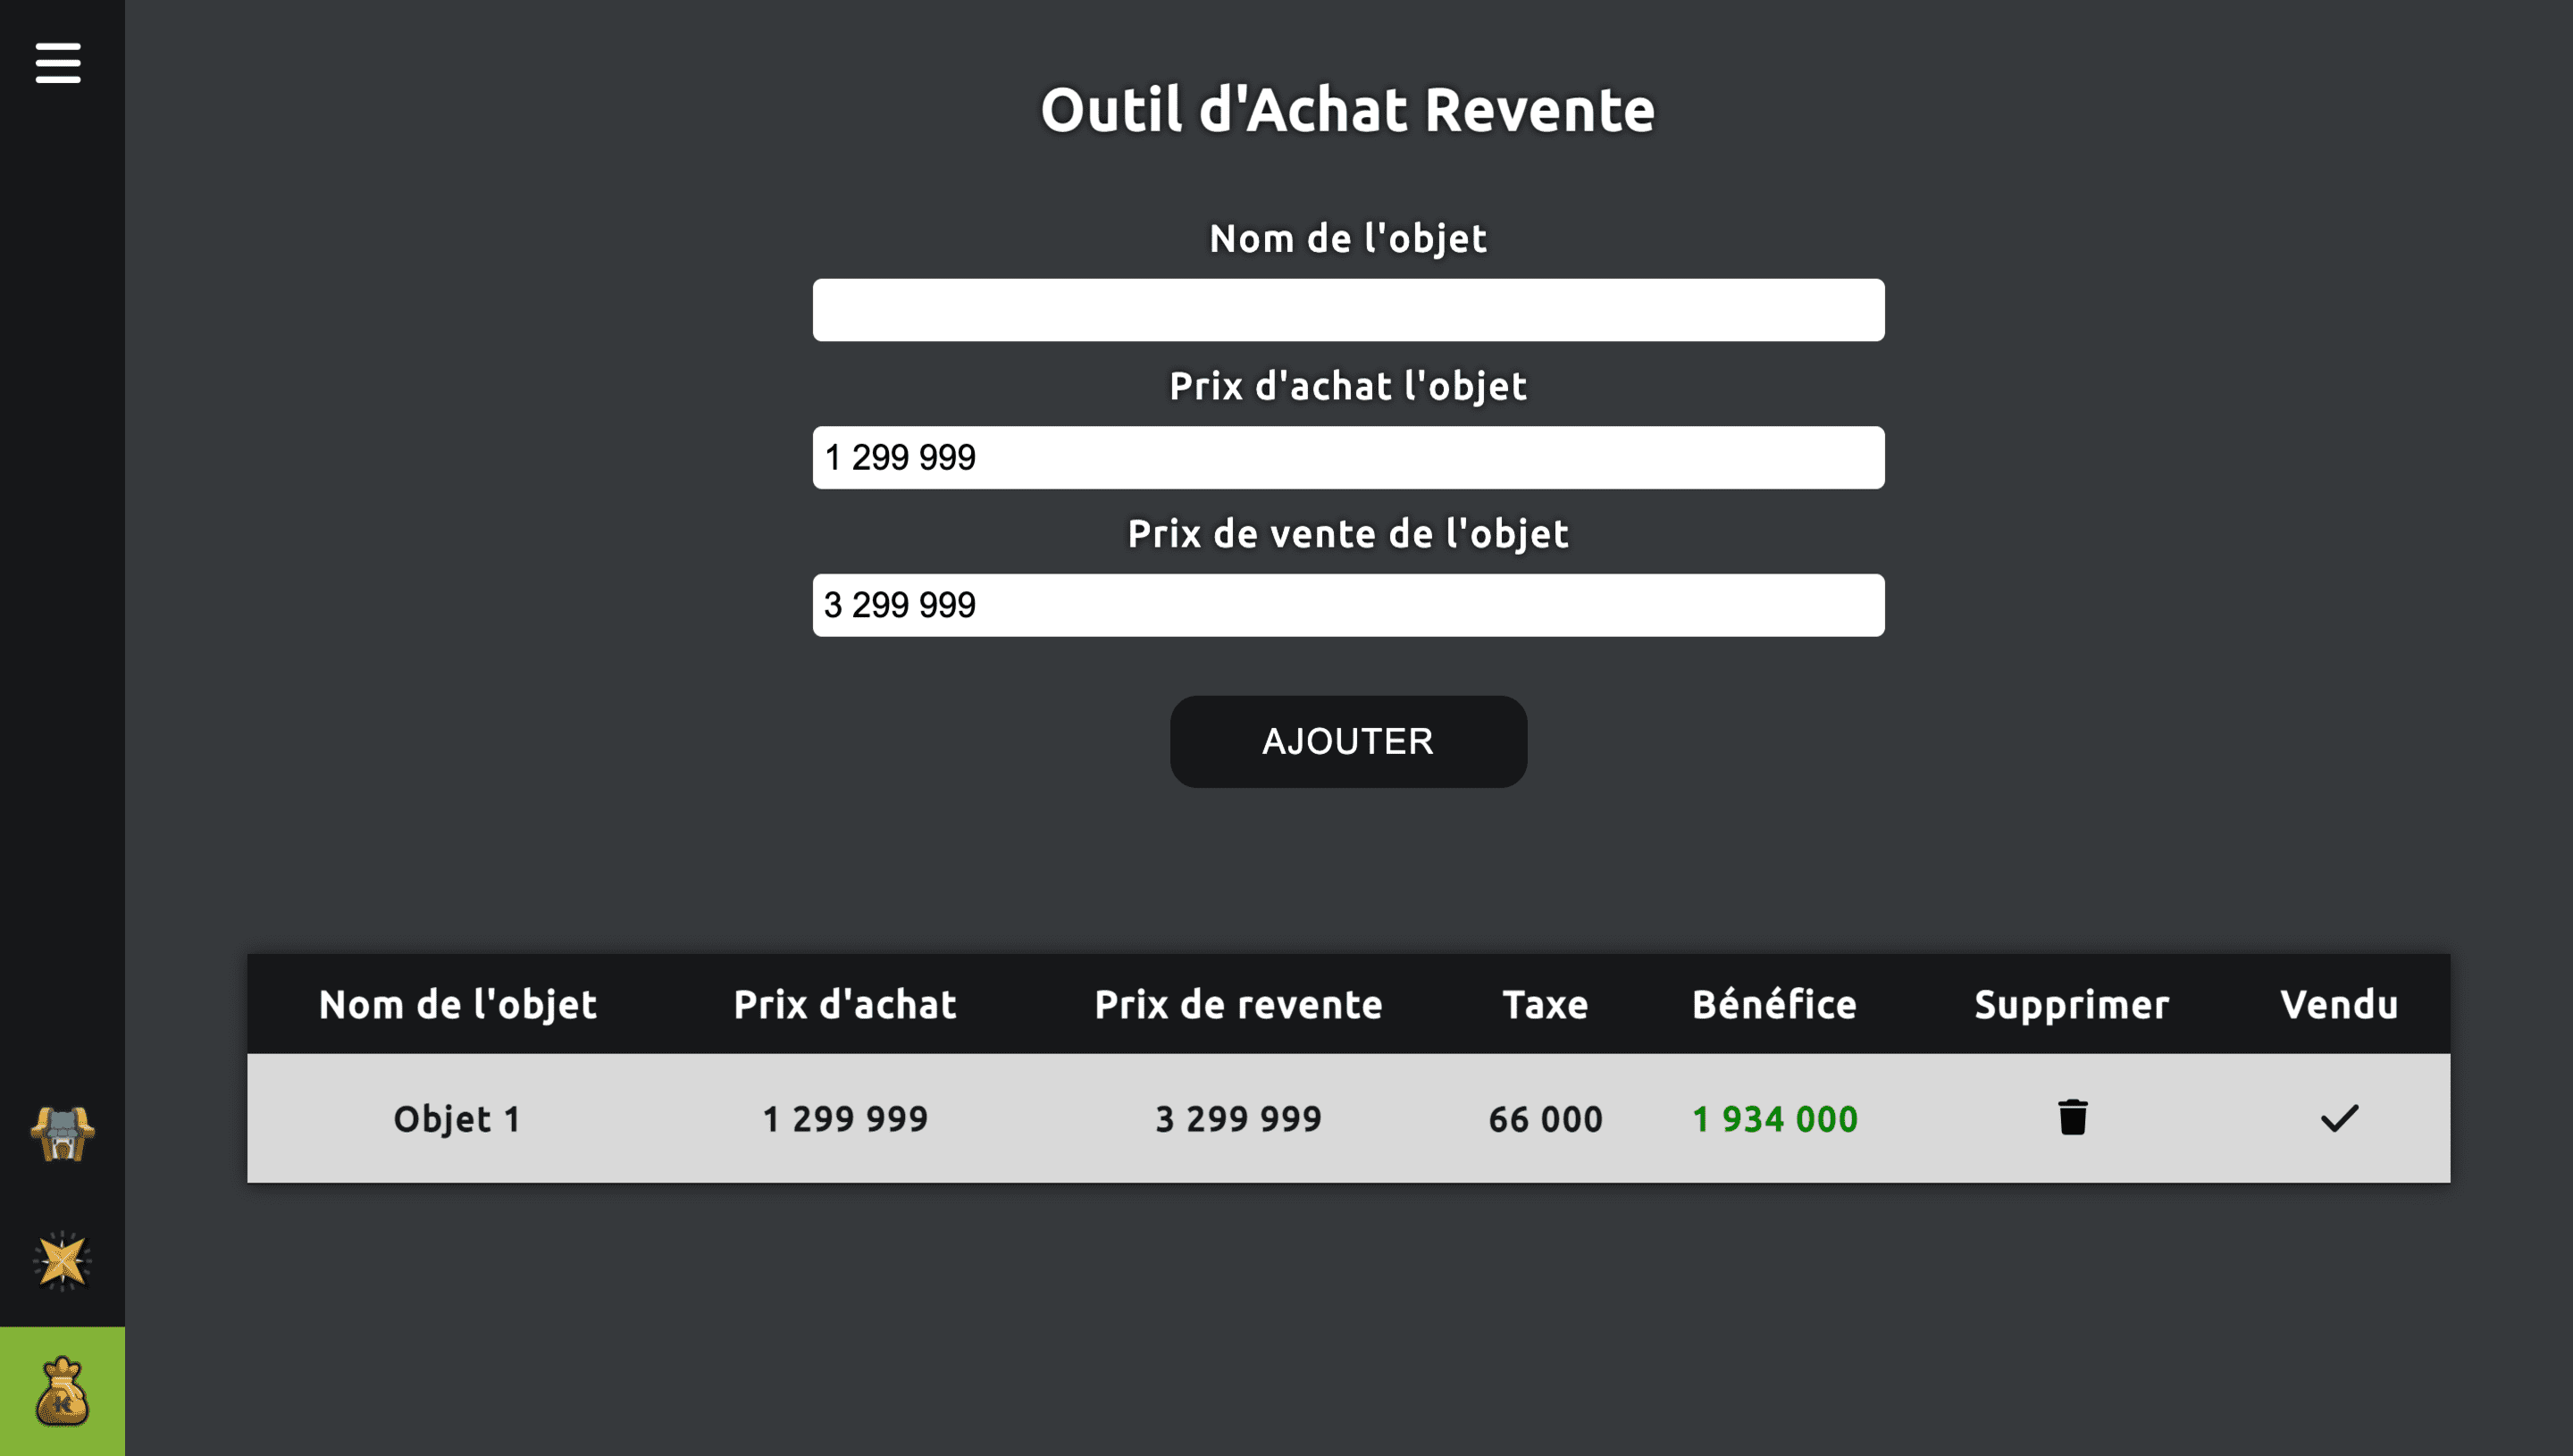 Outil d'Achat Revente
Nom de l'objet
Prix d'achat l'objet
1 299 999
Prix de vente de l'objet
3 299 999
AJOUTER
Nom de l'objet Prix d'achat Prix de revente Taxe Bénéfice Supprimer Vendu
Objet 1 1 299 999 3 299 999 66 000 1 934 000